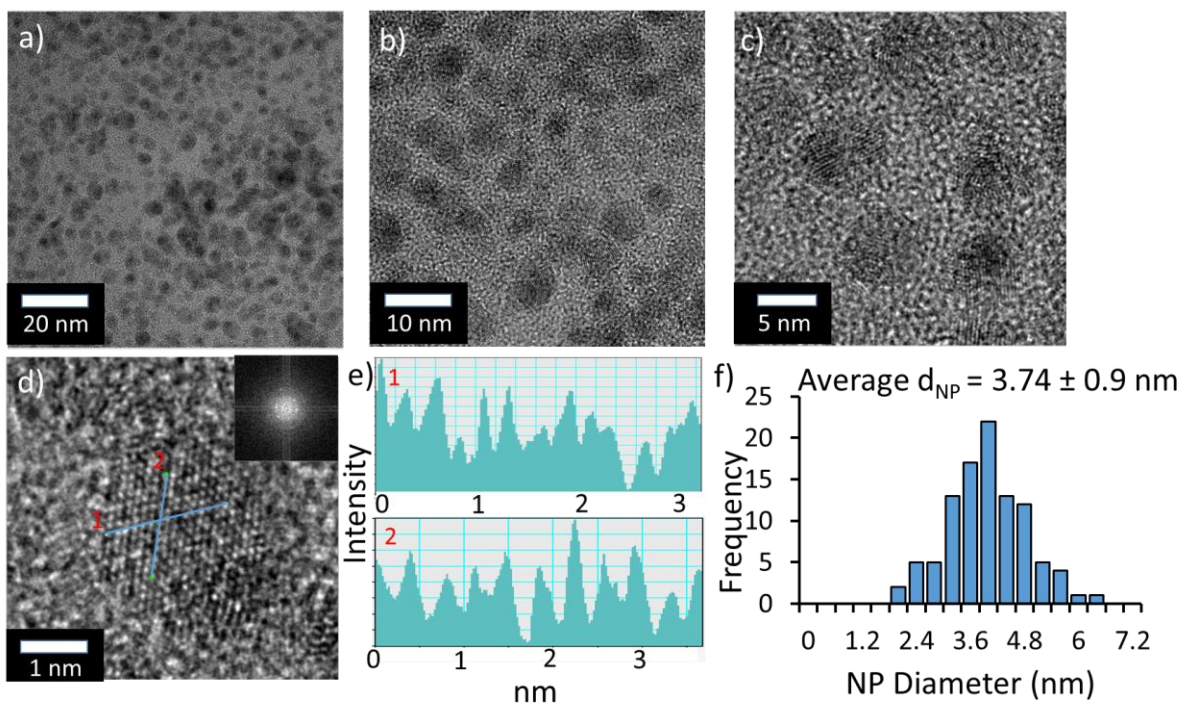 a)
20 nm
b)
10 nm
c)
5 nm
d)
1
2
1 nm
e)
1
0 1 2 3
Intensity
2
0 1 2 3
nm
f)
Average dNP = 3.74 ± 0.9 nm
25
20
15
10
5
0
Frequency
0 1.2 2.4 3.6 4.8 6 7.2
NP Diameter (nm)